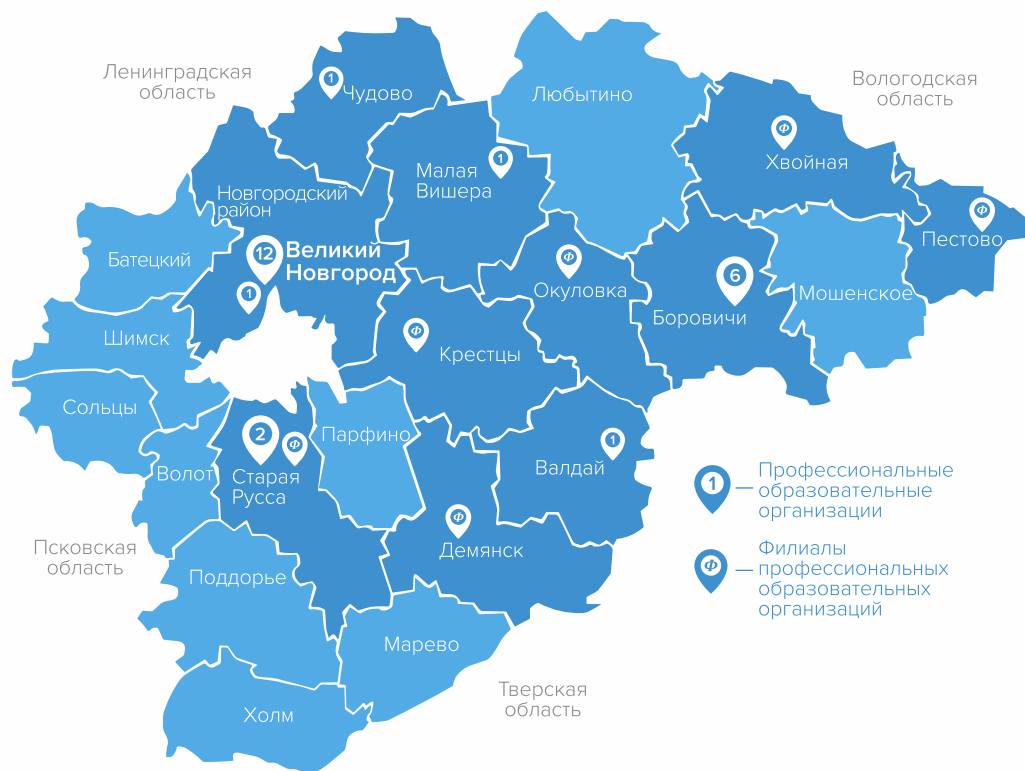 Ленинградская
область
1
Чудово
Любытино
Вологодская
область
Ф
Хвойная
Малая
Вишера
1
Новгородский
район
Ф
Пестово
Батецкий
12
Великий
Новгород
1
Ф
Окуловка
6
Боровичи
Мошенское
Шимск
Ф
Крестцы
Сольцы
2
Ф
Старая
Русса
Парфино
1
Валдай
Волот
1
Профессиональные
образовательные
организации
Псковская
область
Ф
Демянск
Ф
Филиалы
профессиональных
образовательных
организаций
Поддорье
Марево
Тверская
область
Холм